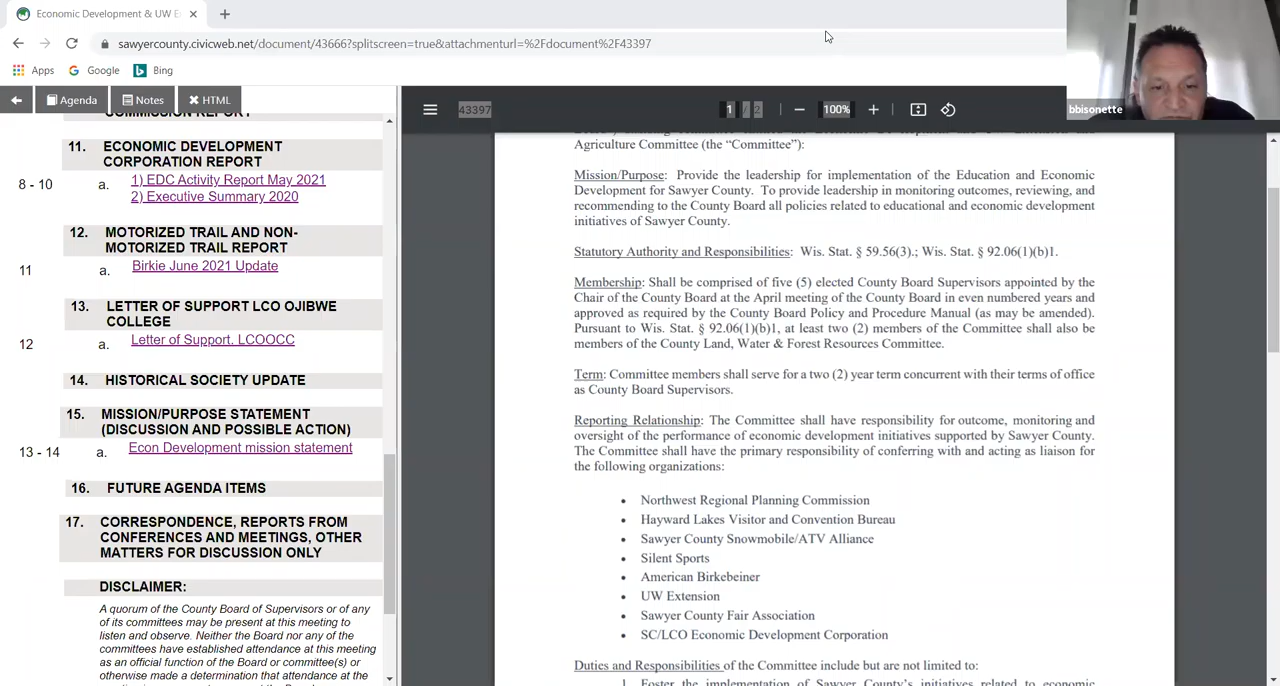 Economic Development & UW E
sawyercounty.civicweb.net/document/43666?splitscreen=true&attachmenturl=%2Fdocument%2F43397
Apps Google Bing
Agenda Notes HTML
43397 1 / 2 100%
bbisonette
COMMISSION REPORT
11. ECONOMIC DEVELOPMENT
CORPORATION REPORT
8 - 10 a. 1) EDC Activity Report May 2021
2) Executive Summary 2020
12. MOTORIZED TRAIL AND NON-
MOTORIZED TRAIL REPORT
11 a. Birkie June 2021 Update
13. LETTER OF SUPPORT LCO OJIBWE
COLLEGE
12 a. Letter of Support, LCOOCC
14. HISTORICAL SOCIETY UPDATE
15. MISSION/PURPOSE STATEMENT
(DISCUSSION AND POSSIBLE ACTION)
13 - 14 a. Econ Development mission statement
16. FUTURE AGENDA ITEMS
17. CORRESPONDENCE, REPORTS FROM
CONFERENCES AND MEETINGS, OTHER
MATTERS FOR DISCUSSION ONLY
DISCLAIMER:
A quorum of the County Board of Supervisors or of any
of its committees may be present at this meeting to
listen and observe. Neither the Board nor any of the
committees have established attendance at this meeting
as an official function of the Board or committee(s) or
otherwise made a determination that attendance at the
Agriculture Committee (the “Committee”):
Mission/Purpose: Provide the leadership for implementation of the Education and Economic
Development for Sawyer County. To provide leadership in monitoring outcomes, reviewing, and
recommending to the County Board all policies related to educational and economic development
initiatives of Sawyer County.
Statutory Authority and Responsibilities: Wis. Stat. § 59.56(3).; Wis. Stat. § 92.06(1)(b)1.
Membership: Shall be comprised of five (5) elected County Board Supervisors appointed by the
Chair of the County Board at the April meeting of the County Board in even numbered years and
approved as required by the County Board Policy and Procedure Manual (as may be amended).
Pursuant to Wis. Stat. § 92.06(1)(b)1, at least two (2) members of the Committee shall also be
members of the County Land, Water & Forest Resources Committee.
Term: Committee members shall serve for a two (2) year term concurrent with their terms of office
as County Board Supervisors.
Reporting Relationship: The Committee shall have responsibility for outcome, monitoring and
oversight of the performance of economic development initiatives supported by Sawyer County.
The Committee shall have the primary responsibility of conferring with and acting as liaison for
the following organizations:
• Northwest Regional Planning Commission
• Hayward Lakes Visitor and Convention Bureau
• Sawyer County Snowmobile/ATV Alliance
• Silent Sports
• American Birkebeiner
• UW Extension
• Sawyer County Fair Association
• SC/LCO Economic Development Corporation
Duties and Responsibilities of the Committee include but are not limited to:
1. Foster the implementation of Sawyer County's initiatives related to economic